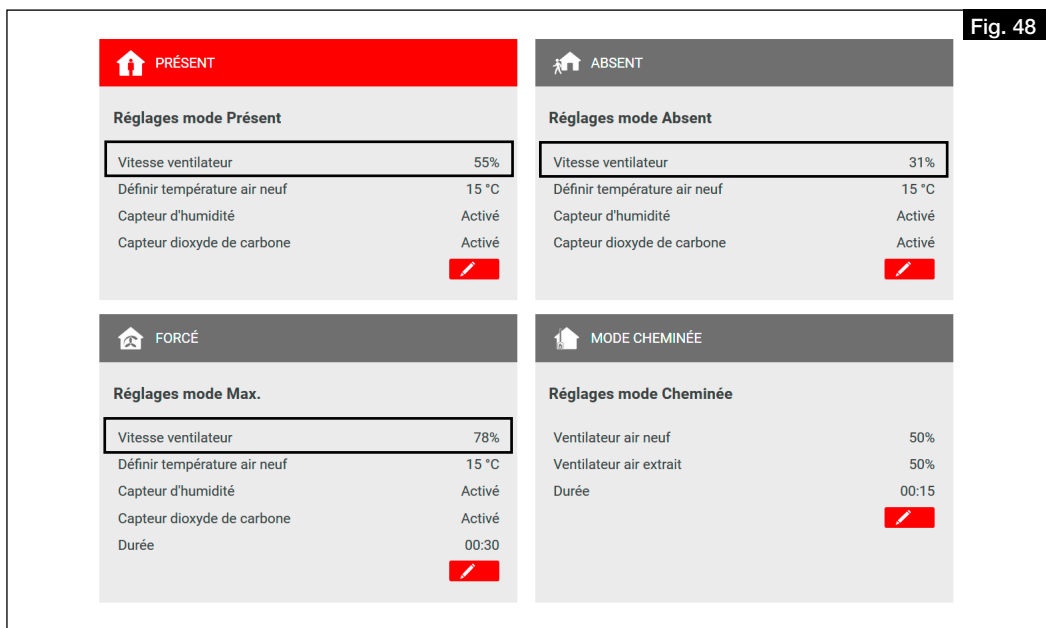 Fig. 48
PRÉSENT
Réglages mode Présent
Vitesse ventilateur 55%
Définir température air neuf 15 °C
Capteur d'humidité Activé
Capteur dioxyde de carbone Activé
ABSENT
Réglages mode Absent
Vitesse ventilateur 31%
Définir température air neuf 15 °C
Capteur d'humidité Activé
Capteur dioxyde de carbone Activé
FORCÉ
Réglages mode Max.
Vitesse ventilateur 78%
Définir température air neuf 15 °C
Capteur d'humidité Activé
Capteur dioxyde de carbone Activé
Durée 00:30
MODE CHEMINÉE
Réglages mode Cheminée
Ventilateur air neuf 50%
Ventilateur air extrait 50%
Durée 00:15